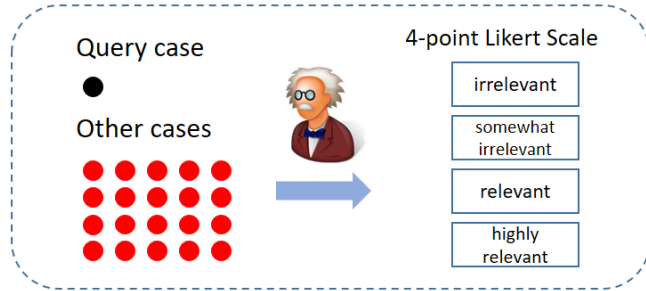 Query case
Other cases
4-point Likert Scale
irrelevant
somewhat
irrelevant
relevant
highly
relevant